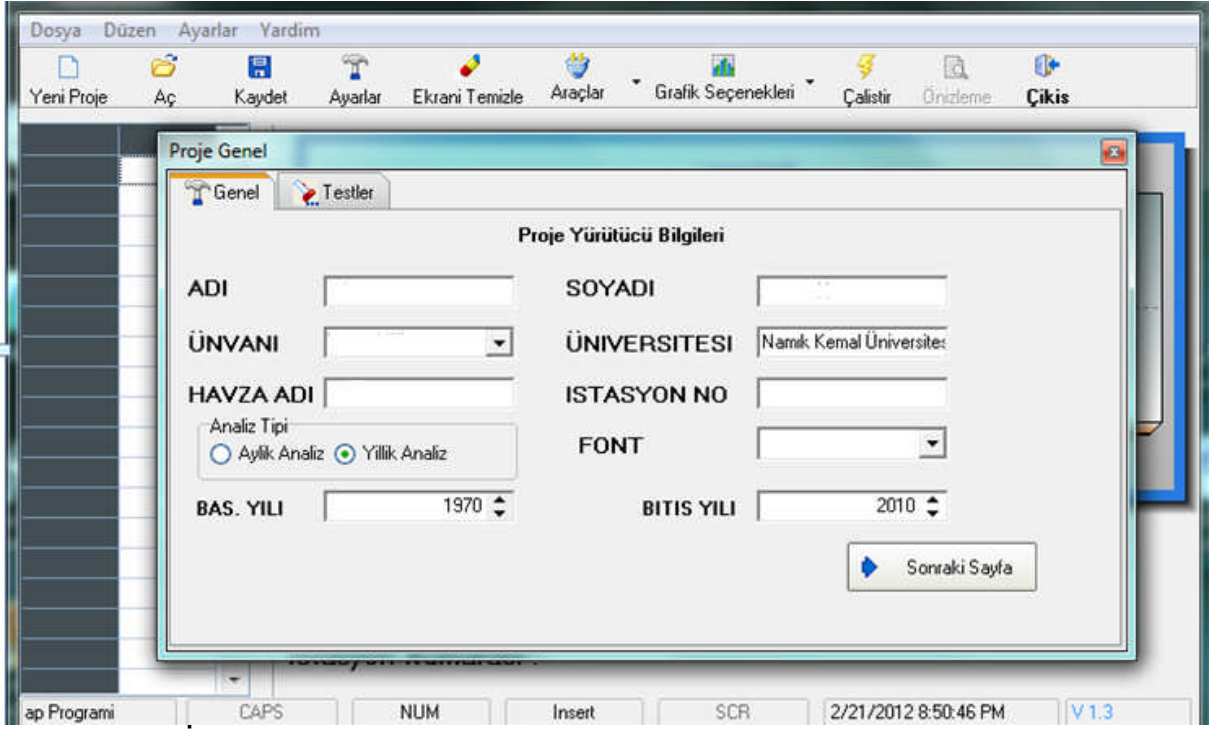 Dosya Düzen Ayarlar Yardim
Yeni Proje Aç Kaydet Ayarlar Ekrani Temizle Araçlar Grafik Seçenekleri Çalistir Önizleme Çikis
Proje Genel
Genel Testler
Proje Yürütücü Bilgileri
ADI SOYADI
ÜNVANI ÜNIVERSITESI Namık Kemal Üniversites
HAVZA ADI ISTASYON NO
Analiz Tipi
Aylik Analiz Yillik Analiz FONT
BAS. YILI 1970 BITIS YILI 2010
Sonraki Sayfa
ap Programi CAPS NUM Insert SCR 2/21/2012 8:50:46 PM V 1.3